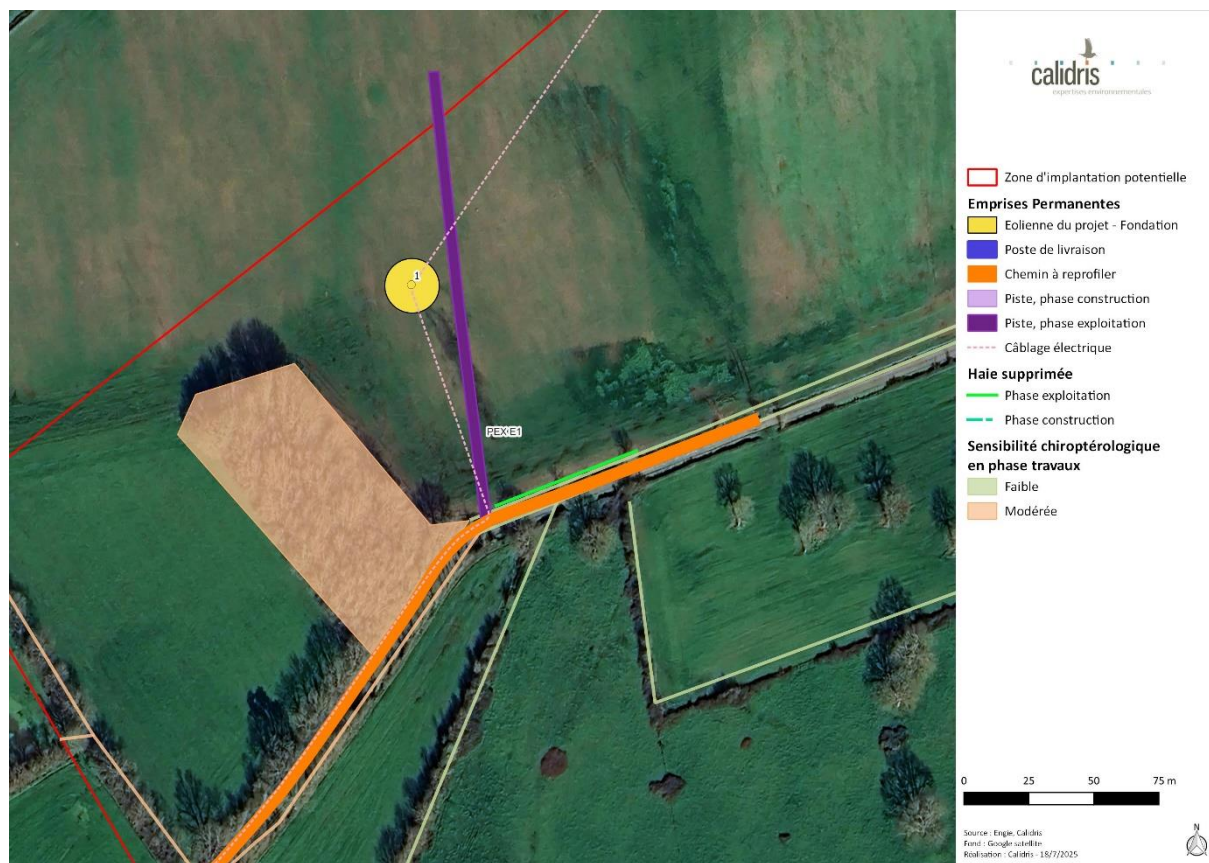 1
PEX E1
calidris
expertises environnementales
Zone d'implantation potentielle
Emprises Permanentes
Eolienne du projet - Fondation
Poste de livraison
Chemin à reprofiler
Piste, phase construction
Piste, phase exploitation
Câblage électrique
Haie supprimée
Phase exploitation
Phase construction
Sensibilité chiroptérologique
en phase travaux
Faible
Modérée
0 25 50 75 m
Source : Engie, Calidris
Fond : Google satellite
Réalisation : Calidris - 18/7/2025
N